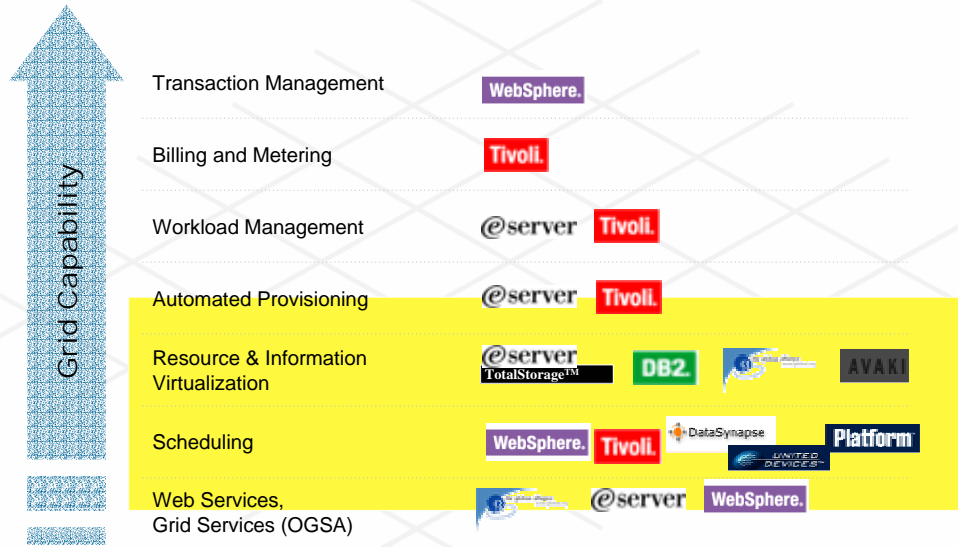 Grid Capability
Transaction Management
WebSphere.
Billing and Metering
Tivoli.
Workload Management
eserver Tivoli.
Automated Provisioning
eserver Tivoli.
Resource & Information
Virtualization
eserver
TotalStorage™
DB2.
AVAKI
Scheduling
WebSphere. Tivoli.
DataSynapse
UNITED
DEVICES™
Platform
Web Services,
Grid Services (OGSA)
eserver WebSphere.